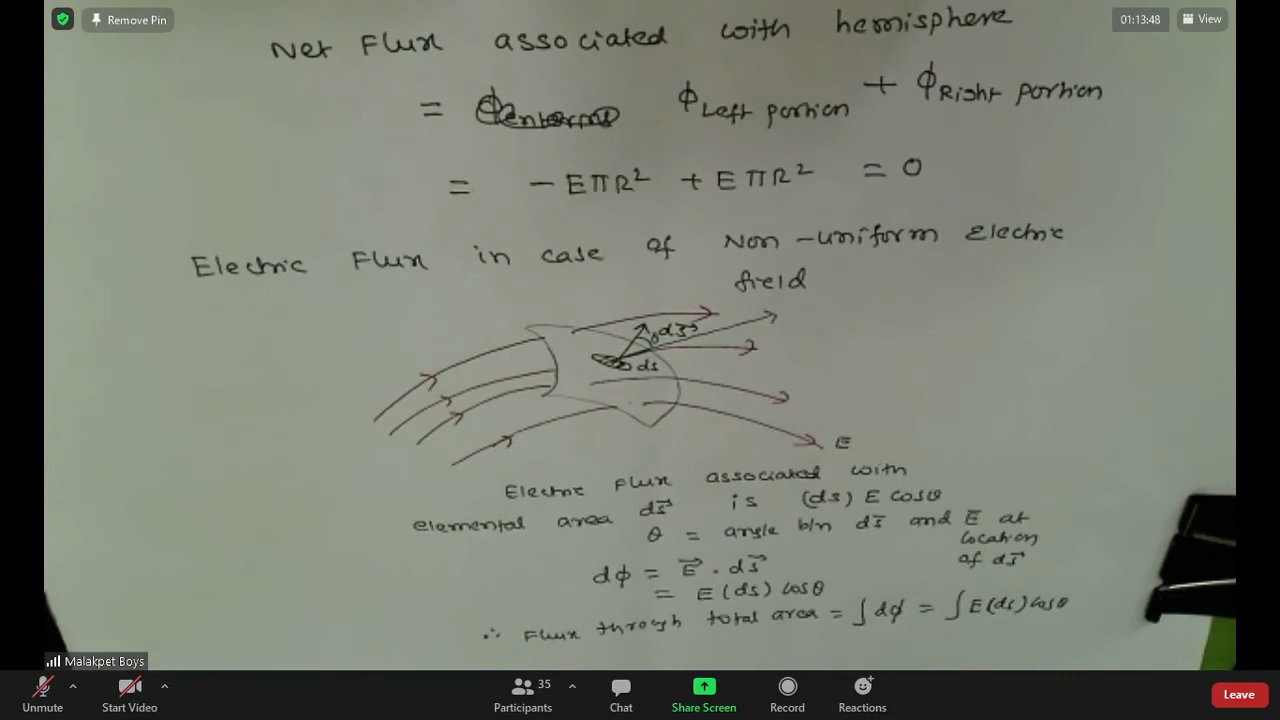 Remove Pin
01:13:48
View
Net Flux associated with hemisphere
= ϕLeft portion + ϕRight portion
= - EπR² + EπR² = 0
Electric Flux in case of Non-uniform Electric
field
ds⃗
θ
ds
E
Electric Flux associated with
elemental area ds⃗ is (ds) E cosθ
θ = angle b/n ds⃗ and E⃗ at
location
of ds⃗
dϕ = E⃗ . ds⃗
= E(ds) cosθ
∴ Flux through total area = ∫dϕ = ∫E(ds)cosθ
Malakpet Boys
Unmute
Start Video
Participants
35
Chat
Share Screen
Record
Reactions
Leave